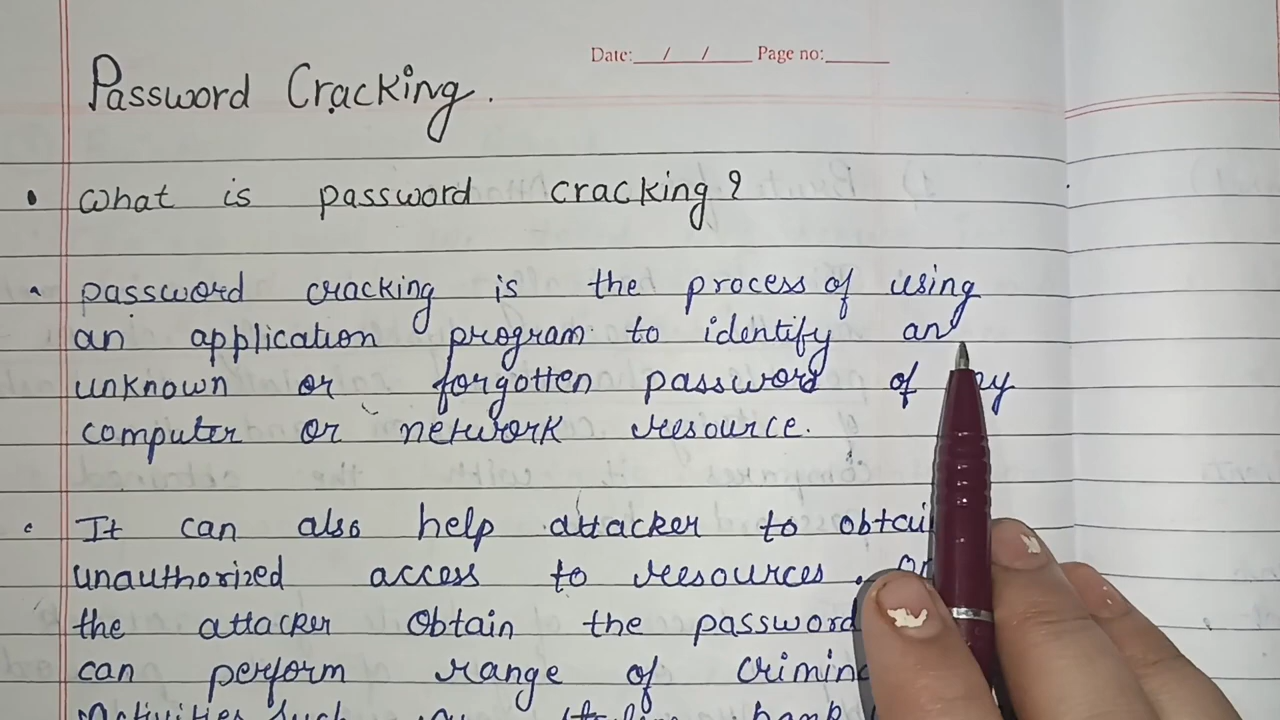 Date: / / Page no:
Password Cracking.
• What is password cracking?
password cracking is the process of using
an application program to identify an
unknown or forgotten password of
computer or network resource.
It can also help attacker to
unauthorized access to resources.
the attacker obtain the password
can perform range of